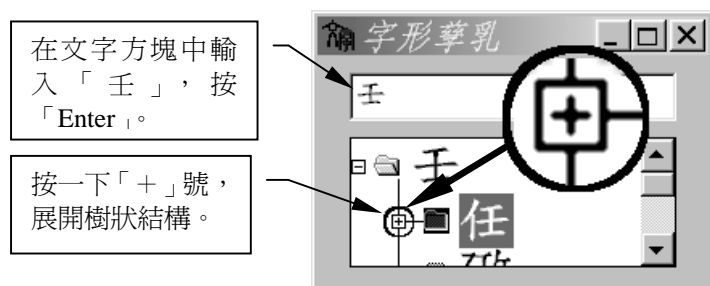 在文字方塊中輸
入「壬」，按
「Enter」。
按一下「＋」號，
展開樹狀結構。
字形孳乳
壬
壬
任